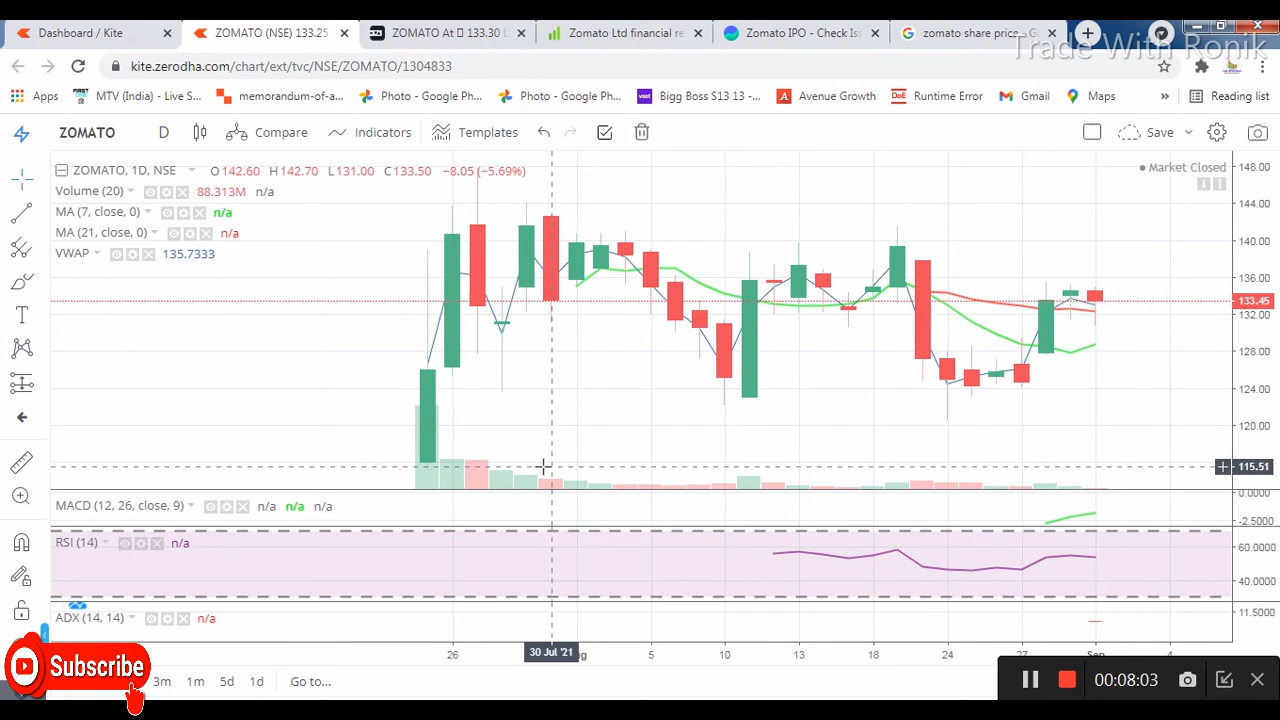 Dashboard / Kite
ZOMATO (NSE) 133.25
ZOMATO At 133.
Zomato Ltd financial re
Zomato IPO - Check Iss
zomato share price - G
Trade With Ronik
kite.zerodha.com/chart/ext/tvc/NSE/ZOMATO/1304833
Apps
MTV (India) - Live S...
memorandum-of-a...
Photo - Google Ph...
Photo - Google Ph...
voot
Bigg Boss S13 13 -...
Avenue Growth
DoE
Runtime Error
Gmail
Maps
»
Reading list
ZOMATO
D
Compare
Indicators
Templates
Save
ZOMATO, 1D, NSE
O 142.60 H 142.70 L 131.00 C 133.50 −8.05 (−5.69%)
Market Closed
Volume (20)
88.313M n/a
MA (7, close, 0)
n/a
MA (21, close, 0)
n/a
VWAP
135.7333
148.00
144.00
140.00
136.00
133.45
132.00
128.00
124.00
120.00
115.51
MACD (12, 26, close, 9)
n/a n/a n/a
0.0000
-2.5000
RSI (14)
n/a
60.0000
40.0000
ADX (14, 14)
n/a
11.5000
26
30 Jul '21
5
10
13
18
24
27
Sep
4
Subscribe
3m
1m
5d
1d
Go to...
00:08:03